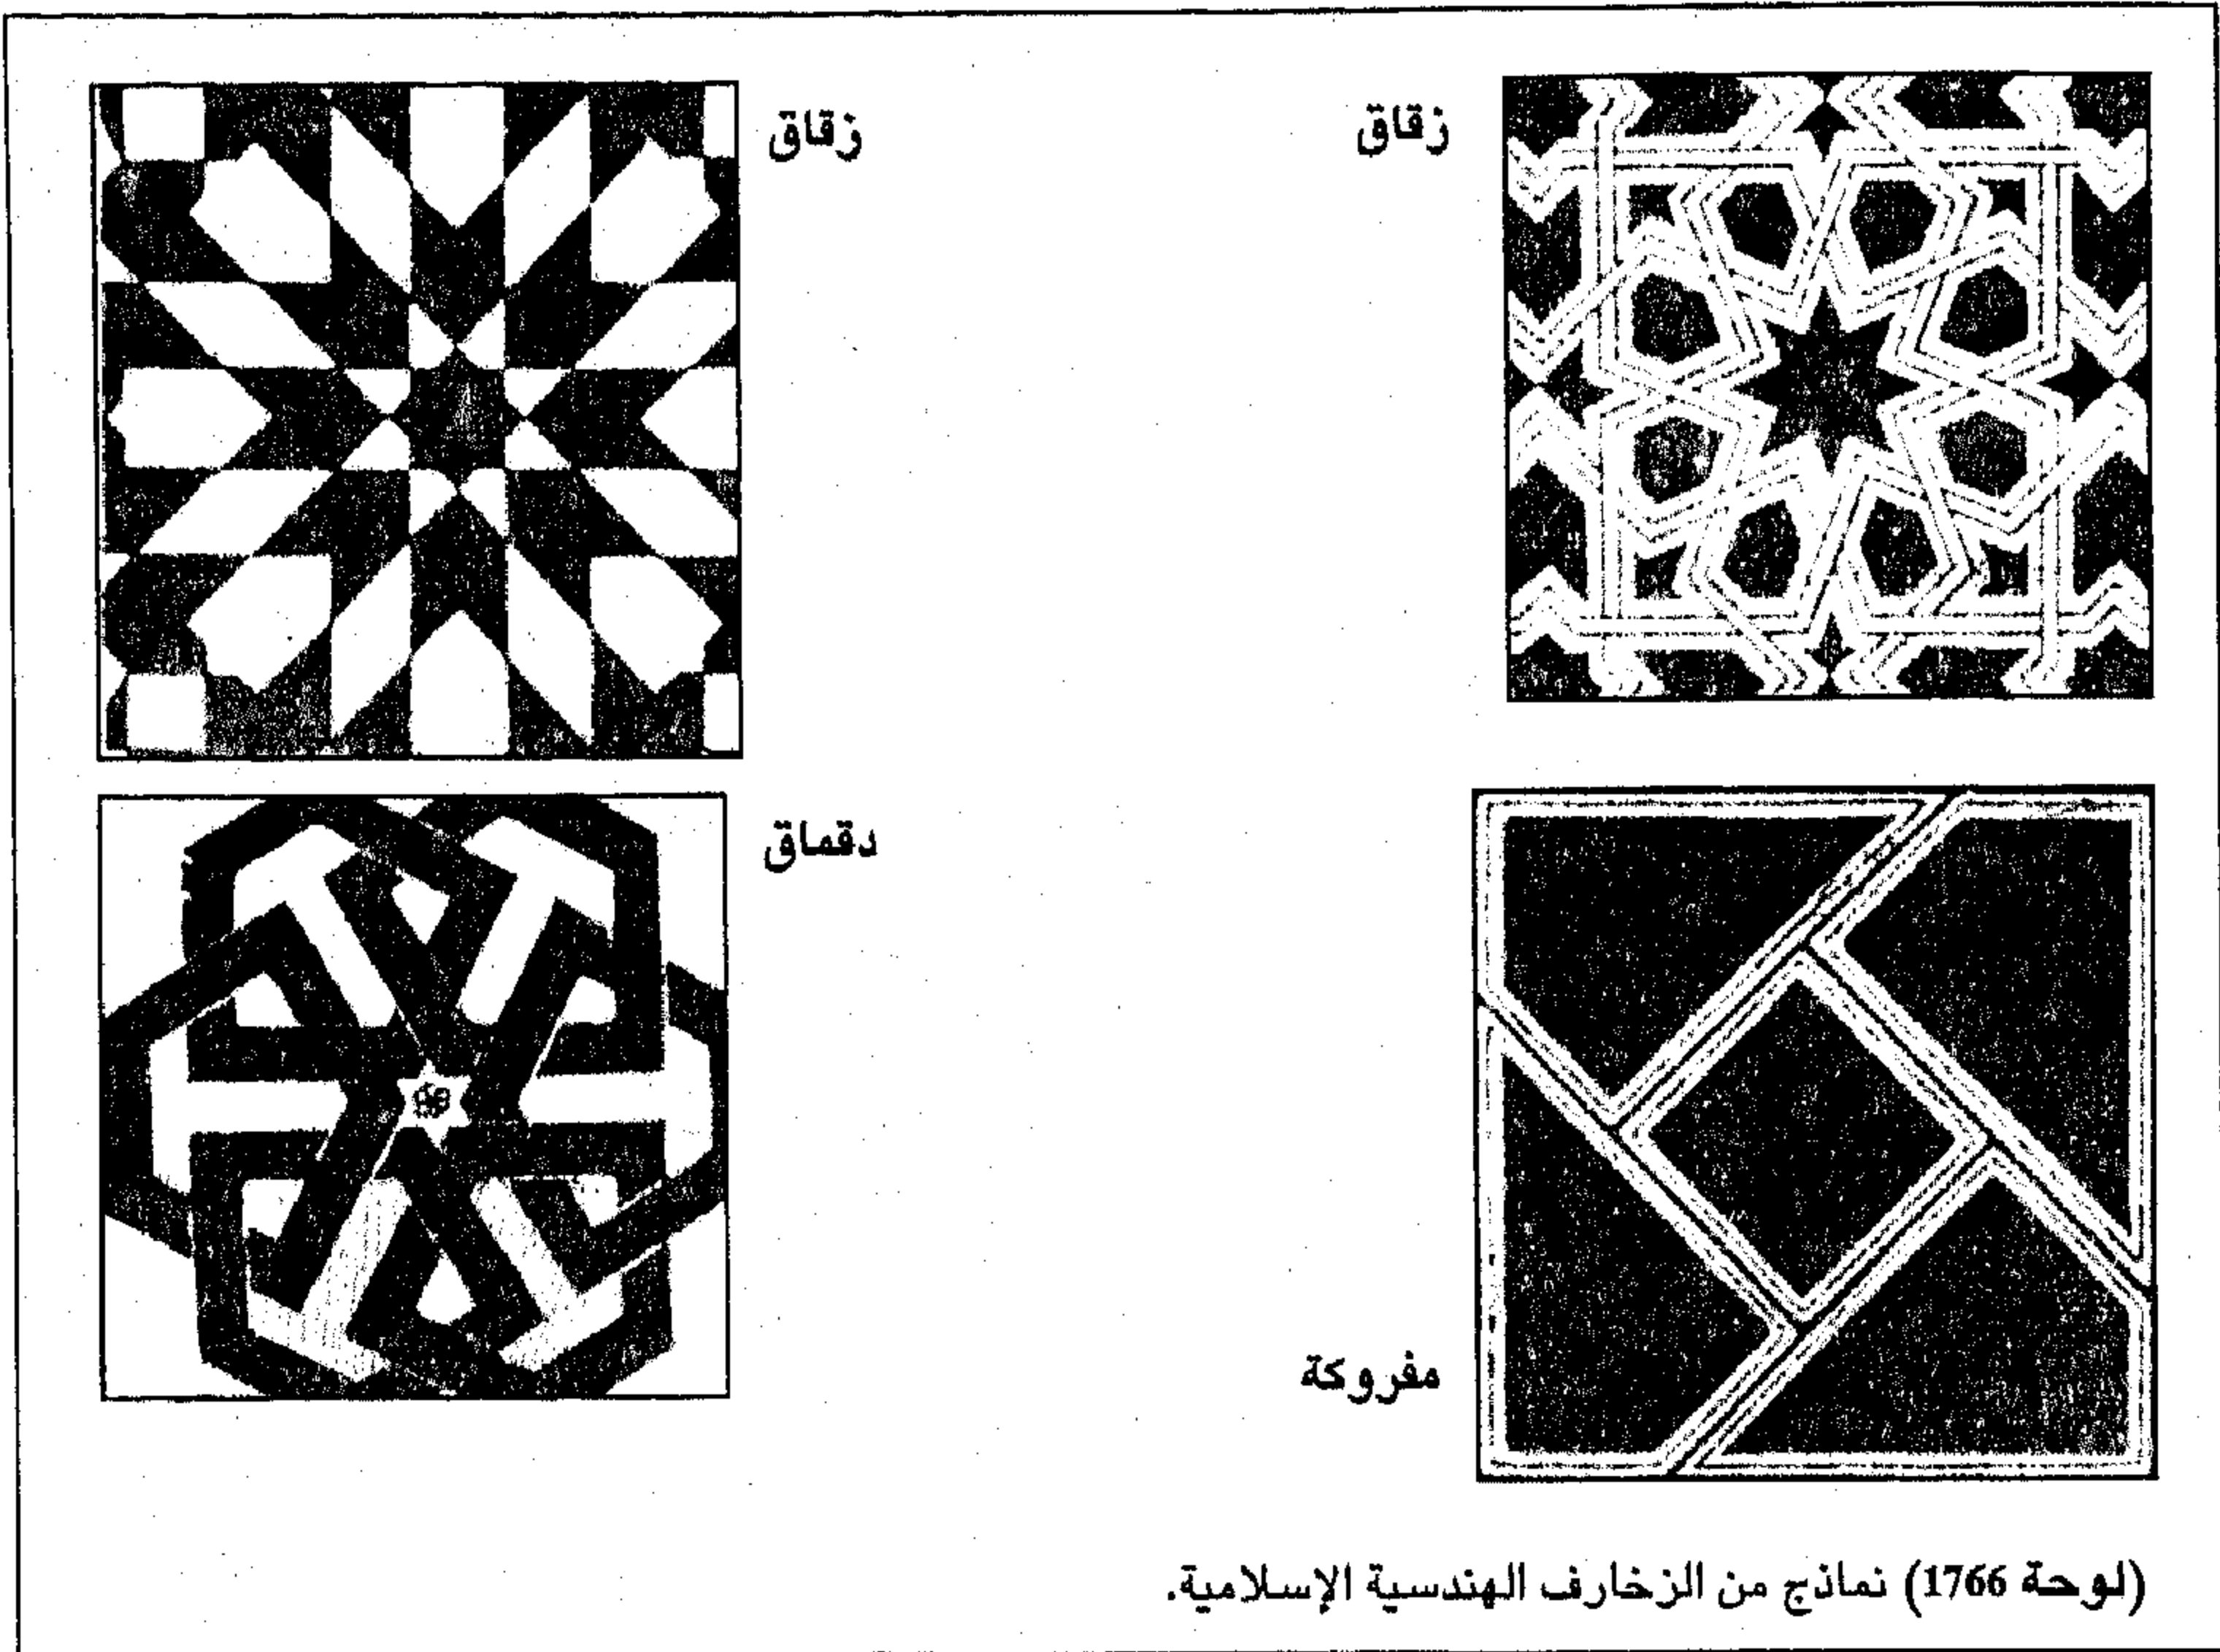 زقاق
زقاق
دقماق
مفروكة
(لوحة 1766) نماذج من الزخارف الهندسية الإسلامية.